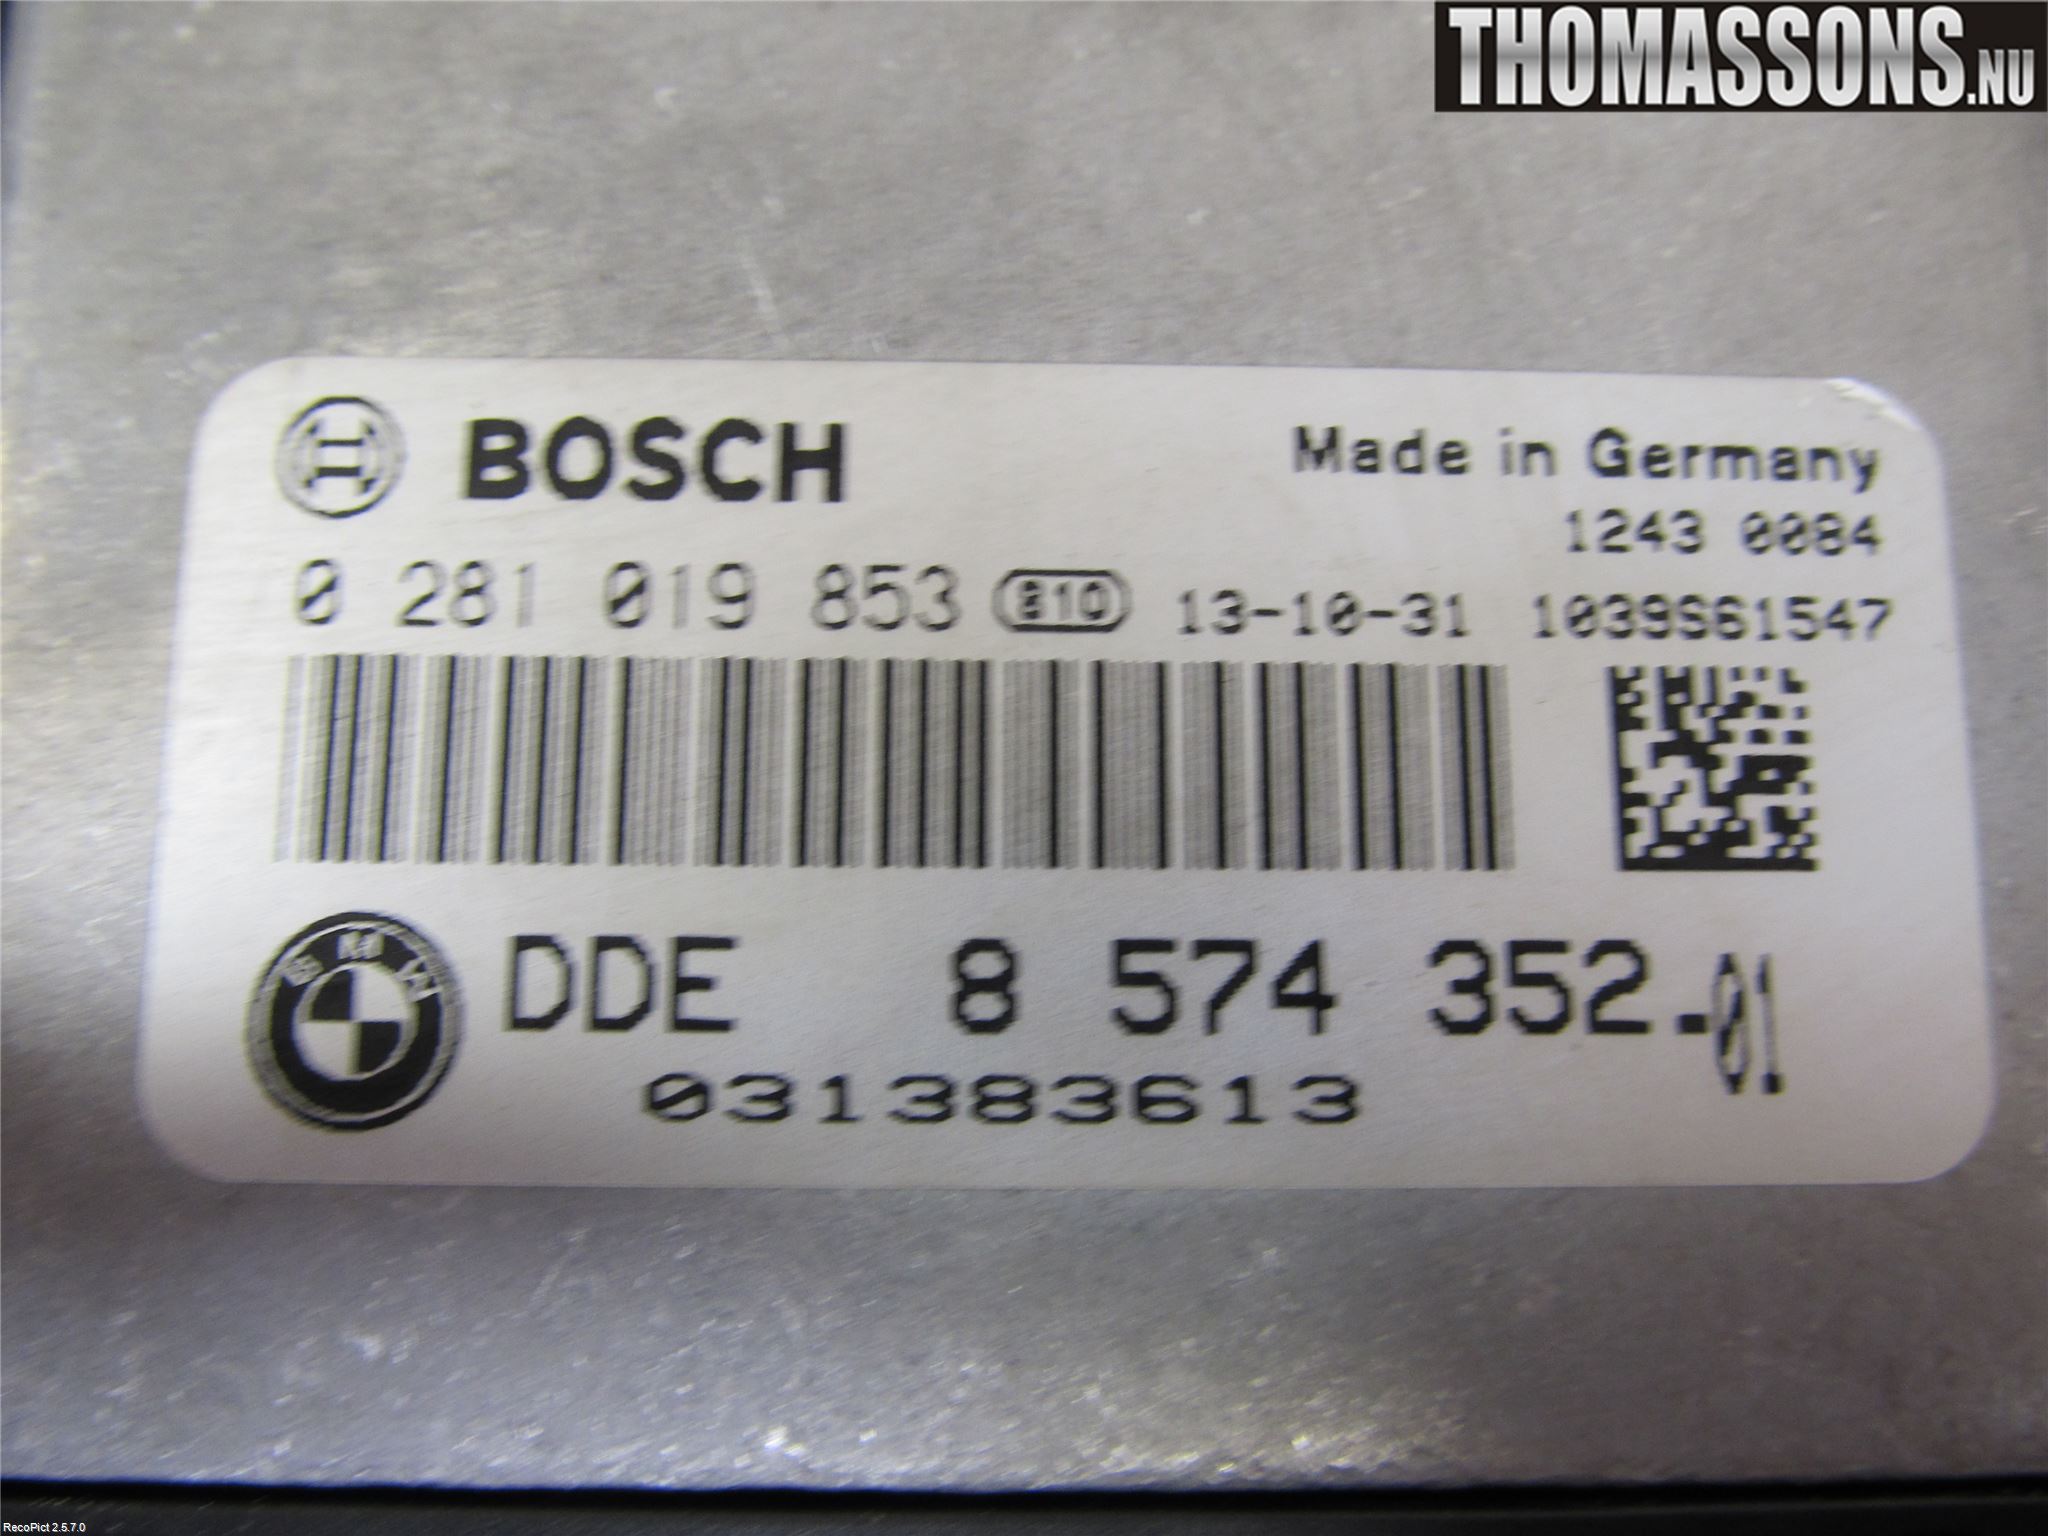 THOMASSONS.NU
BOSCH
Made in Germany
1243 0084
0 281 019 853 810 13-10-31 1039S61547
BMW
DDE 8 574 352.01
031383613
RecoPict 2.5.7.0